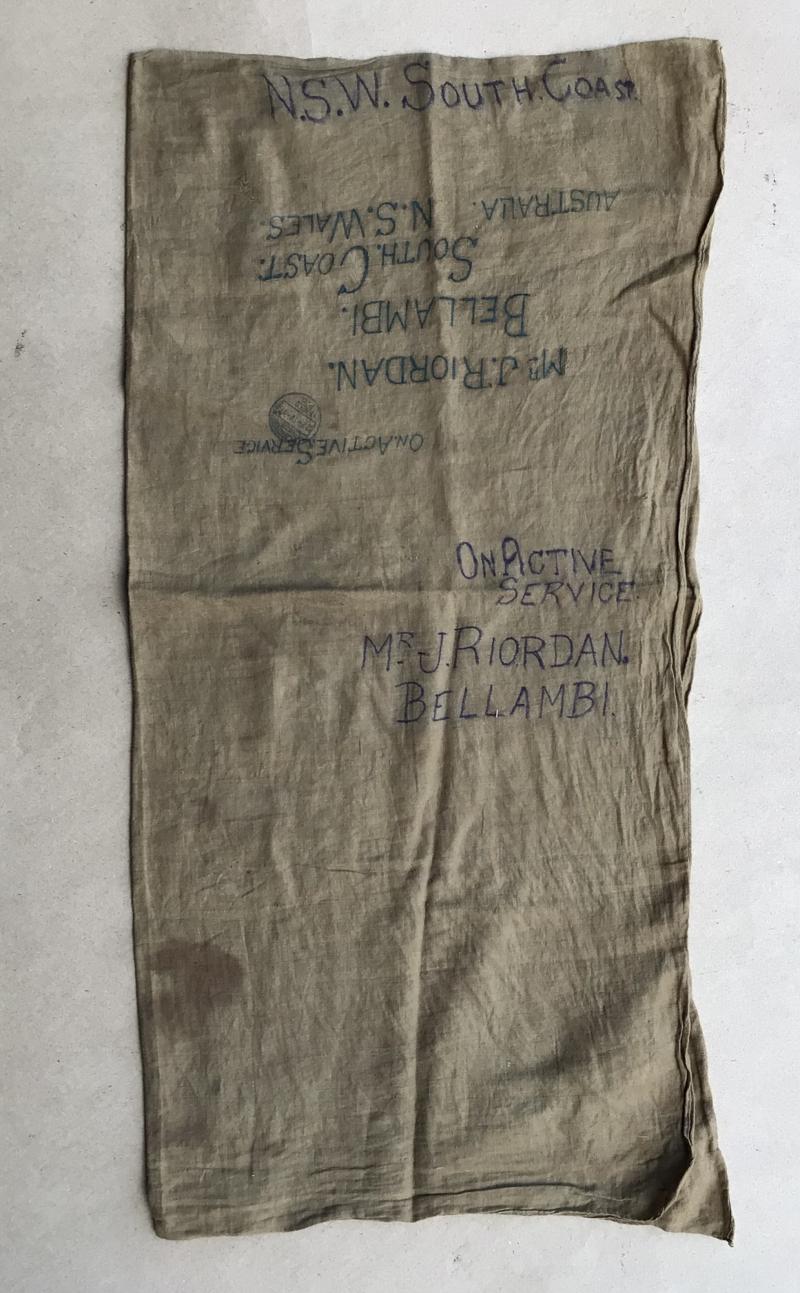 N.S.W. SOUTH. COAST.
ON ACTIVE
SERVICE.
MR. J. RIORDAN.
BELLAMBI.
ON ACTIVE SERVICE
MR. J. RIORDAN.
BELLAMBI.
SOUTH. COAST.
N.S. WALES.
AUSTRALIA.